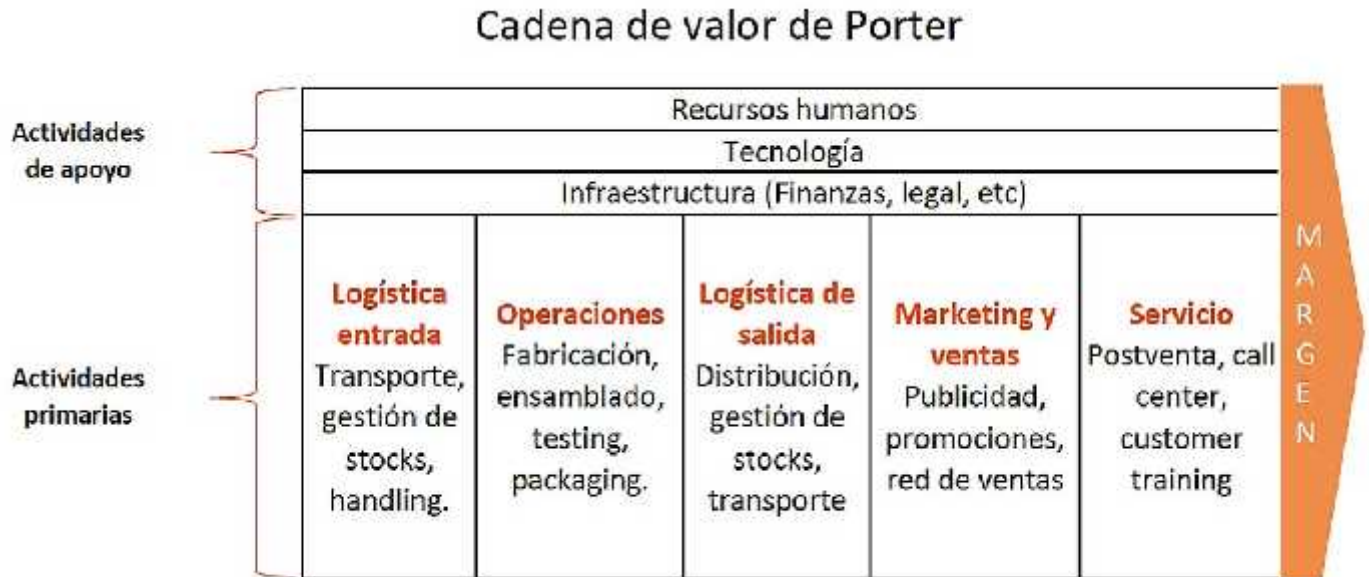 Cadena de valor de Porter
Actividades
de apoyo
Recursos humanos
Tecnología
Infraestructura (Finanzas, legal, etc)
Actividades
primarias
Logística
entrada
Transporte,
gestión de
stocks,
handling.
Operaciones
Fabricación,
ensamblado,
testing,
packaging.
Logística de
salida
Distribución,
gestión de
stocks,
transporte
Marketing y
ventas
Publicidad,
promociones,
red de ventas
Servicio
Postventa, call
center,
customer
training
MARGEN